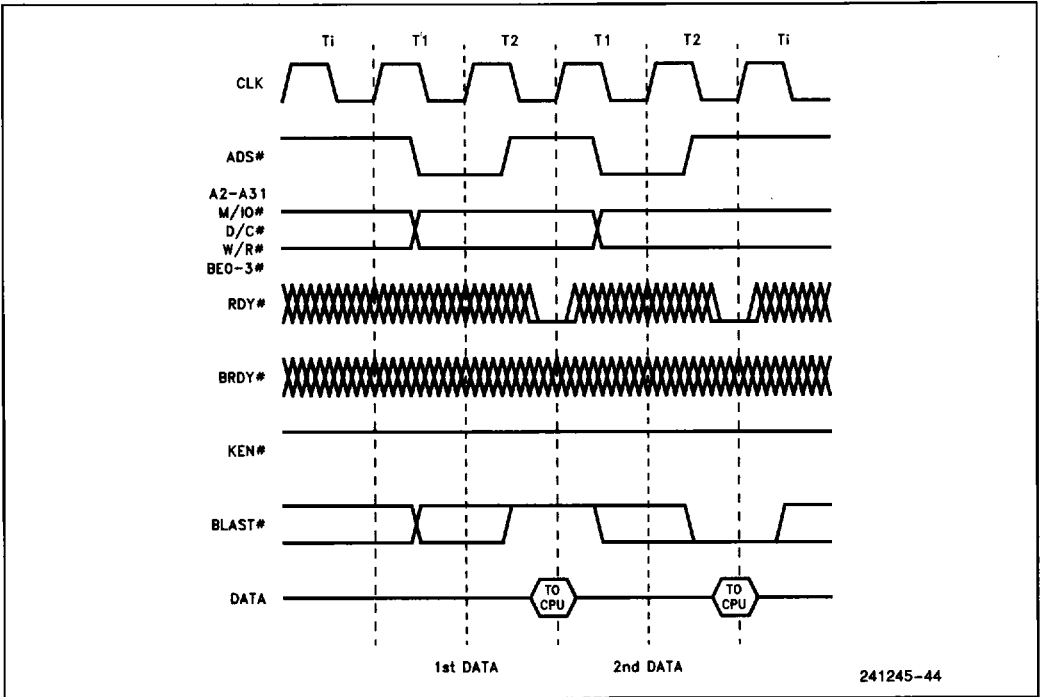 Ti T1 T2 T1 T2 Ti
CLK
ADS#
A2-A31
M/IO#
D/C#
W/R#
BE0-3#
RDY#
BRDY#
KEN#
BLAST#
DATA
TO
CPU
TO
CPU
1st DATA 2nd DATA
241245-44